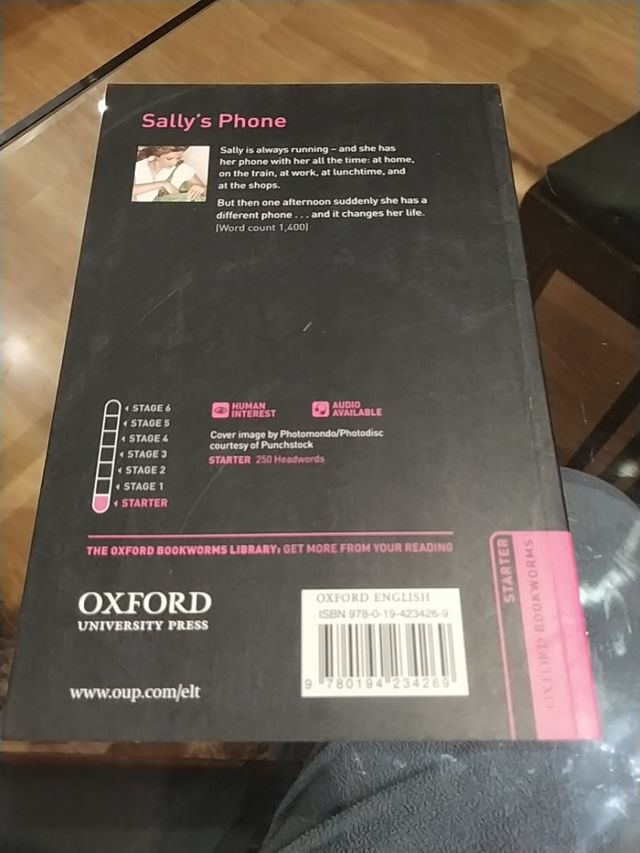 Sally's Phone
Sally is always running – and she has
her phone with her all the time: at home,
on the train, at work, at lunchtime, and
at the shops.
But then one afternoon suddenly she has a
different phone . . . and it changes her life.
[Word count 1,400]
STAGE 6
STAGE 5
STAGE 4
STAGE 3
STAGE 2
STAGE 1
STARTER
HUMAN
INTEREST
AUDIO
AVAILABLE
Cover image by Photomondo/Photodisc
courtesy of Punchstock
STARTER 250 Headwords
THE OXFORD BOOKWORMS LIBRARY: GET MORE FROM YOUR READING
OXFORD
UNIVERSITY PRESS
www.oup.com/elt
OXFORD ENGLISH
ISBN 978-0-19-423426-9
9 780194 234269
STARTER
OXFORD BOOKWORMS